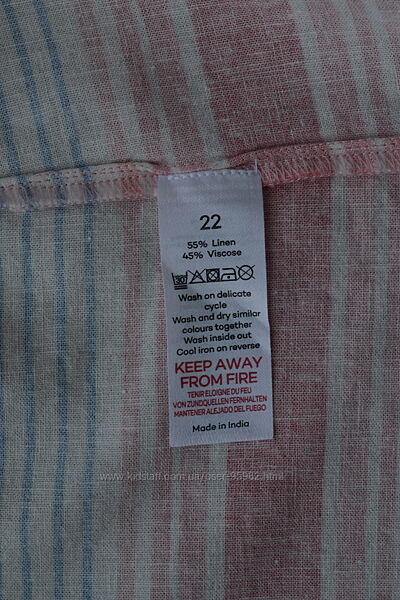 22
55% Linen
45% Viscose
30
Wash on delicate
cycle
Wash and dry similar
colours together
Wash inside out
Cool iron on reverse
KEEP AWAY
FROM FIRE
TENIR ELOIGNE DU FEU
VON ZUNDQUELLEN FERNHALTEN
MANTENER ALEJADO DEL FUEGO
Made in India